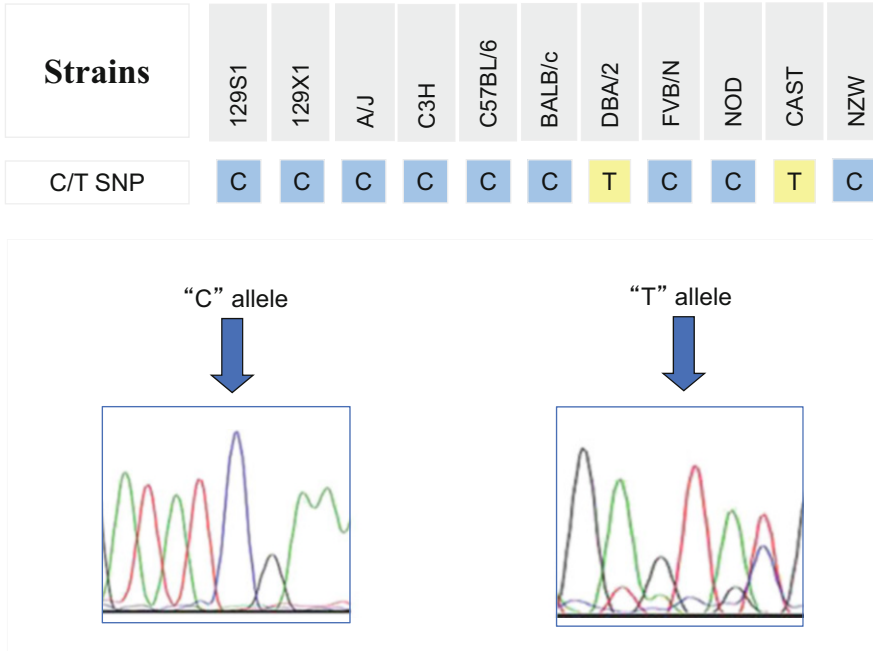 Strains 129S1 129X1 A/J C3H C57BL/6 BALB/c DBA/2 FVB/N NOD CAST NZW
C/T SNP C C C C C C T C C T C
“C” allele “T” allele